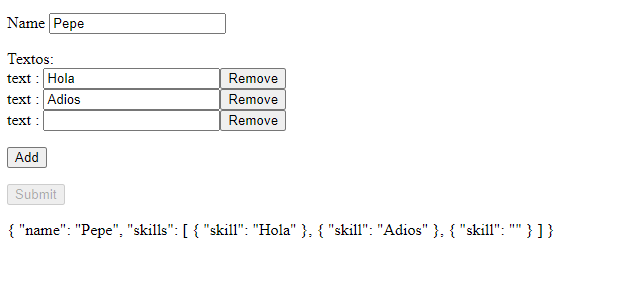 Name Pepe
Textos:
text : Hola Remove
text : Adios Remove
text : Remove
Add
Submit
{ "name": "Pepe", "skills": [ { "skill": "Hola" }, { "skill": "Adios" }, { "skill": "" } ] }